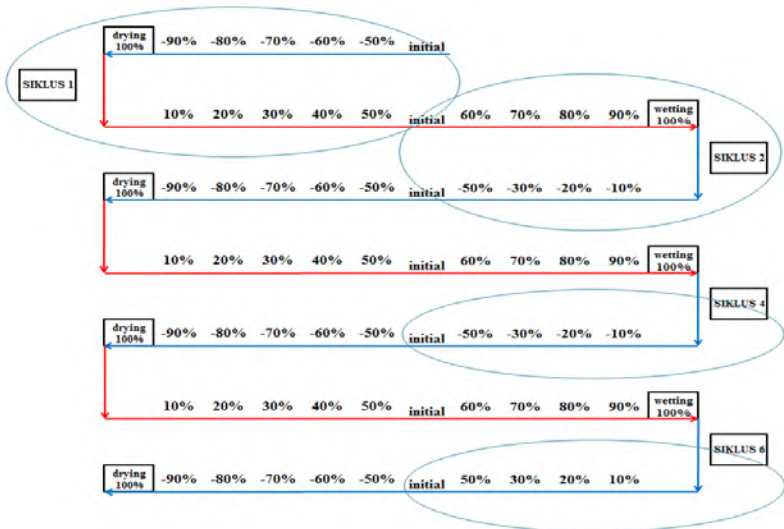 drying 100% -90% -80% -70% -60% -50% initial
SIKLUS 1
10% 20% 30% 40% 50% initial 60% 70% 80% 90% wetting 100%
SIKLUS 2
drying 100% -90% -80% -70% -60% -50% initial -50% -30% -20% -10%
10% 20% 30% 40% 50% initial 60% 70% 80% 90% wetting 100%
SIKLUS 4
drying 100% -90% -80% -70% -60% -50% initial -50% -30% -20% -10%
10% 20% 30% 40% 50% initial 60% 70% 80% 90% wetting 100%
SIKLUS 6
drying 100% -90% -80% -70% -60% -50% initial 50% 30% 20% 10%